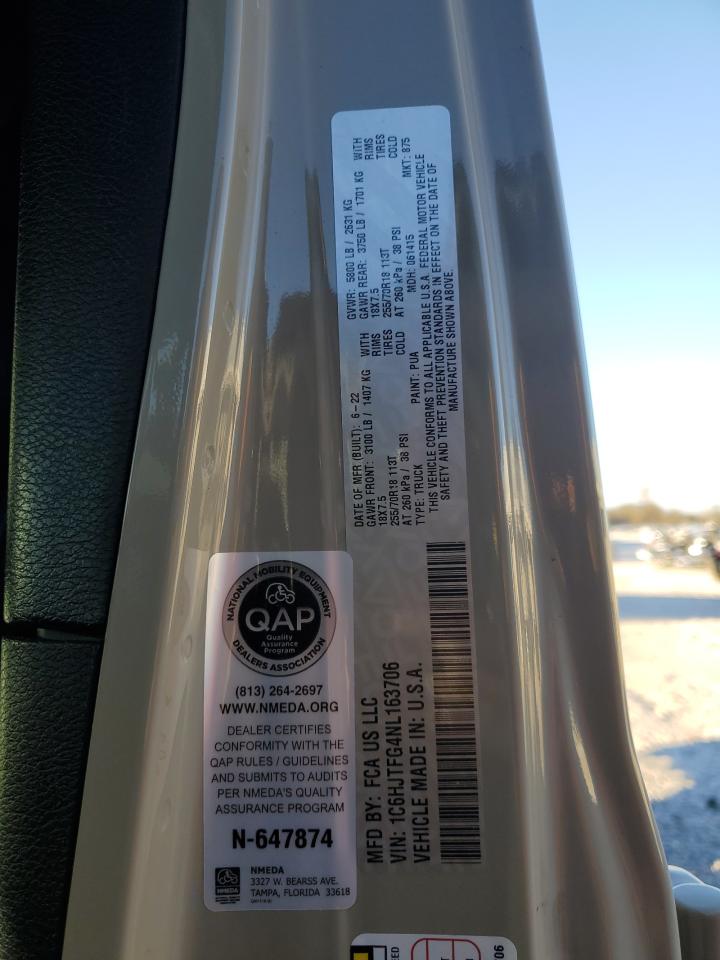 MFD BY: FCA US LLC
VIN: 1C6HJTFG4NL163706
VEHICLE MADE IN: U.S.A.
DATE OF MFR (BUILT): 6-22
GVWR: 5800 LB / 2631 KG
GAWR FRONT: 3100 LB / 1407 KG WITH
GAWR REAR: 3750 LB / 1701 KG WITH
18X7.5 RIMS
18X7.5 RIMS
255/70R18 113T TIRES
255/70R18 113T TIRES
AT 260 kPa / 38 PSI COLD
AT 260 kPa / 38 PSI COLD
TYPE: TRUCK PAINT: PUA MDH: 061415 MKT: 875
THIS VEHICLE CONFORMS TO ALL APPLICABLE U.S.A. FEDERAL MOTOR VEHICLE
SAFETY AND THEFT PREVENTION STANDARDS IN EFFECT ON THE DATE OF
MANUFACTURE SHOWN ABOVE.
NATIONAL MOBILITY EQUIPMENT
QAP
Quality
Assurance
Program
DEALERS ASSOCIATION
(813) 264-2697
WWW.NMEDA.ORG
DEALER CERTIFIES
CONFORMITY WITH THE
QAP RULES / GUIDELINES
AND SUBMITS TO AUDITS
PER NMEDA'S QUALITY
ASSURANCE PROGRAM
N-647874
NMEDA
NMEDA
3327 W. BEARSS AVE.
TAMPA, FLORIDA 33618